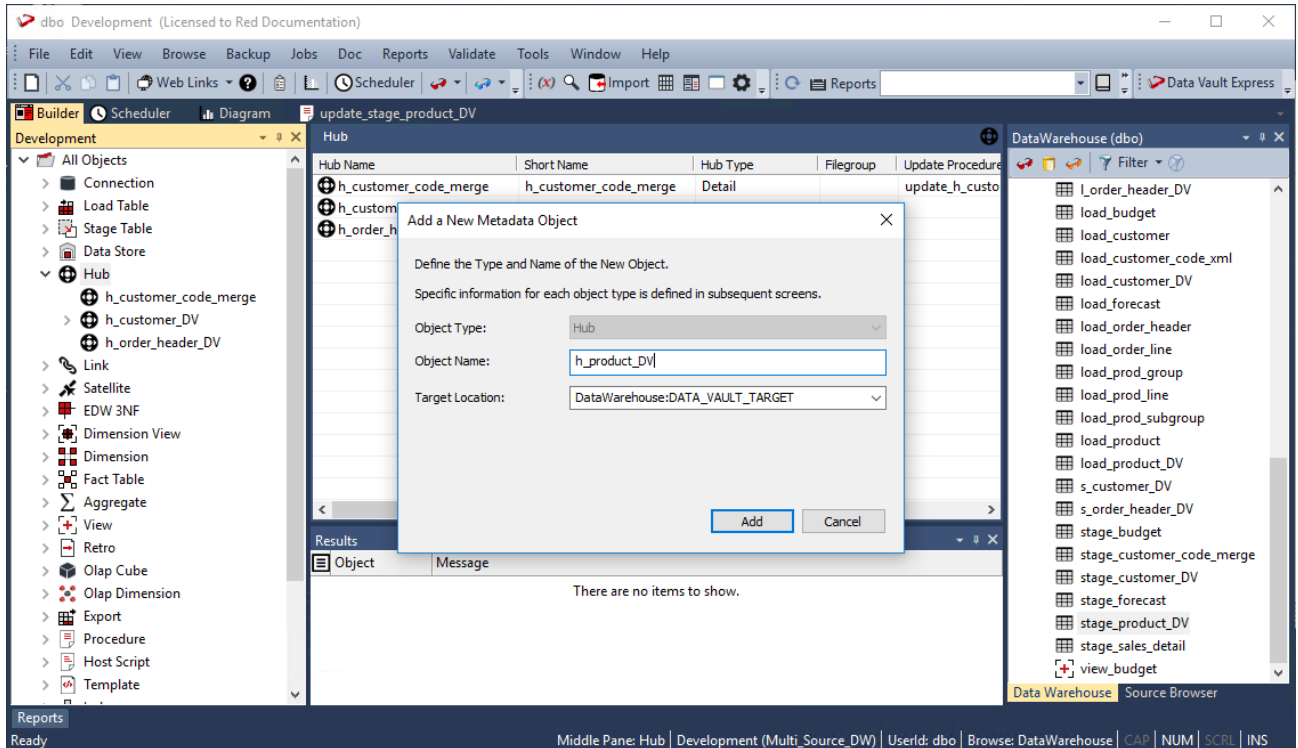 dbo Development (Licensed to Red Documentation)
File Edit View Browse Backup Jobs Doc Reports Validate Tools Window Help
Web Links Scheduler (x) Import Reports Data Vault Express
Builder Scheduler Diagram update_stage_product_DV
Development
All Objects
Connection
Load Table
Stage Table
Data Store
Hub
h_customer_code_merge
h_customer_DV
h_order_header_DV
Link
Satellite
EDW 3NF
Dimension View
Dimension
Fact Table
Aggregate
View
Retro
Olap Cube
Olap Dimension
Export
Procedure
Host Script
Template
Hub
Hub Name Short Name Hub Type Filegroup Update Procedure
h_customer_code_merge h_customer_code_merge Detail update_h_custo
h_custom
h_order_h
Add a New Metadata Object
Define the Type and Name of the New Object.
Specific information for each object type is defined in subsequent screens.
Object Type: Hub
Object Name: h_product_DV
Target Location: DataWarehouse:DATA_VAULT_TARGET
Add Cancel
Results
Object Message
There are no items to show.
DataWarehouse (dbo)
Filter
l_order_header_DV
load_budget
load_customer
load_customer_code_xml
load_customer_DV
load_forecast
load_order_header
load_order_line
load_prod_group
load_prod_line
load_prod_subgroup
load_product
load_product_DV
s_customer_DV
s_order_header_DV
stage_budget
stage_customer_code_merge
stage_customer_DV
stage_forecast
stage_product_DV
stage_sales_detail
view_budget
Data Warehouse Source Browser
Reports
Ready Middle Pane: Hub Development (Multi_Source_DW) UserId: dbo Browse: DataWarehouse CAP NUM SCRL INS